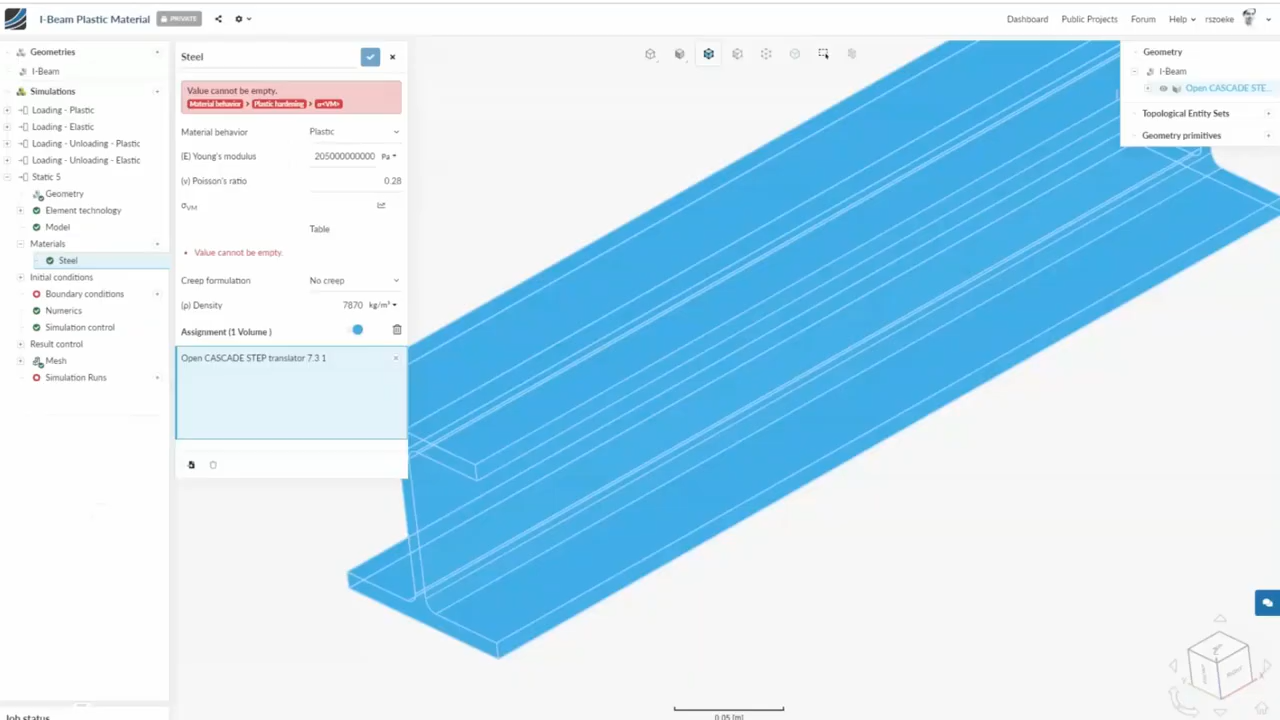 I-Beam Plastic Material PRIVATE
Dashboard Public Projects Forum Help rszoeke
Geometries
I-Beam
Simulations
Loading - Plastic
Loading - Elastic
Loading - Unloading - Plastic
Loading - Unloading - Elastic
Static 5
Geometry
Element technology
Model
Materials
Steel
Initial conditions
Boundary conditions
Numerics
Simulation control
Result control
Mesh
Simulation Runs
Job status
Steel
Value cannot be empty.
Material behavior Plastic hardening σ<VM>
Material behavior Plastic
(E) Young's modulus 205000000000 Pa
(ν) Poisson's ratio 0.28
σVM
Table
Value cannot be empty.
Creep formulation No creep
(ρ) Density 7870 kg/m³
Assignment (1 Volume )
Open CASCADE STEP translator 7.3 1
Geometry
I-Beam
Open CASCADE STE...
Topological Entity Sets
Geometry primitives
0.05 [m]